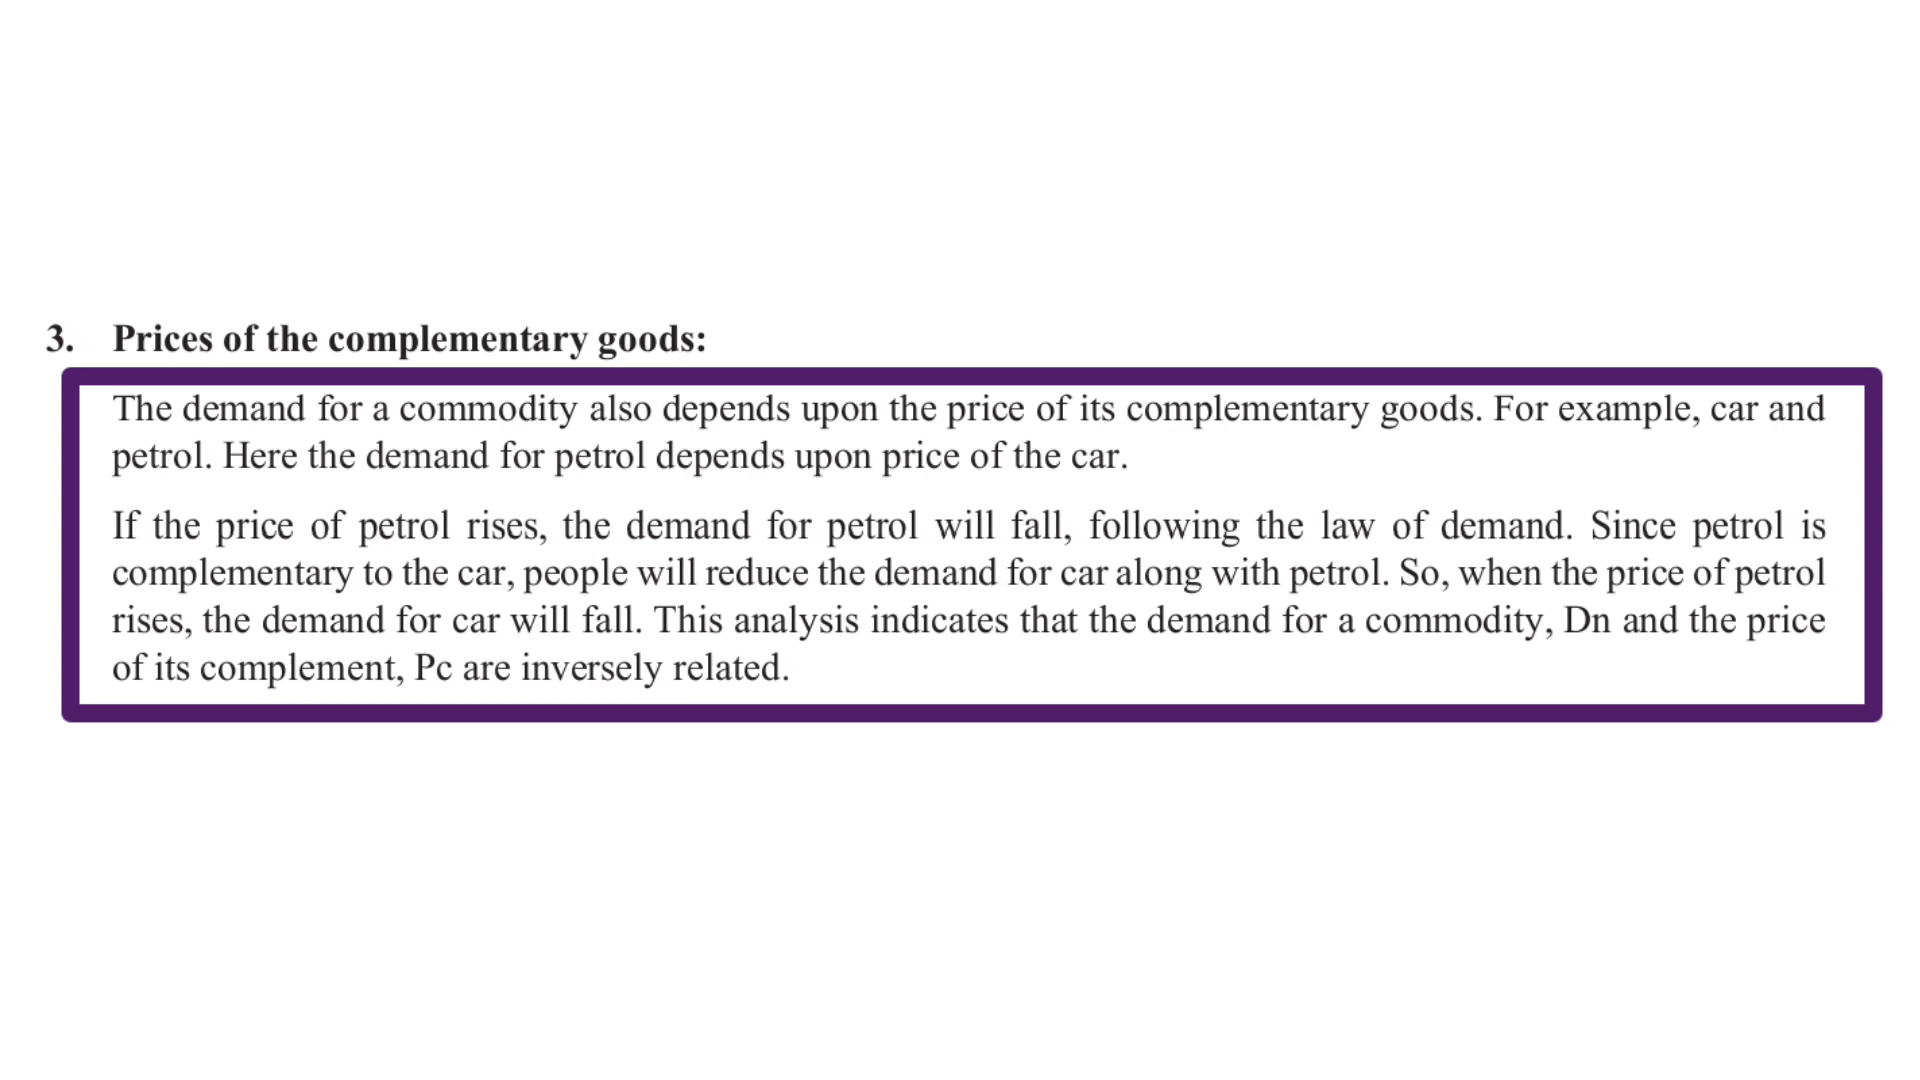 3. Prices of the complementary goods:
The demand for a commodity also depends upon the price of its complementary goods. For example, car and
petrol. Here the demand for petrol depends upon price of the car.
If the price of petrol rises, the demand for petrol will fall, following the law of demand. Since petrol is
complementary to the car, people will reduce the demand for car along with petrol. So, when the price of petrol
rises, the demand for car will fall. This analysis indicates that the demand for a commodity, Dn and the price
of its complement, Pc are inversely related.